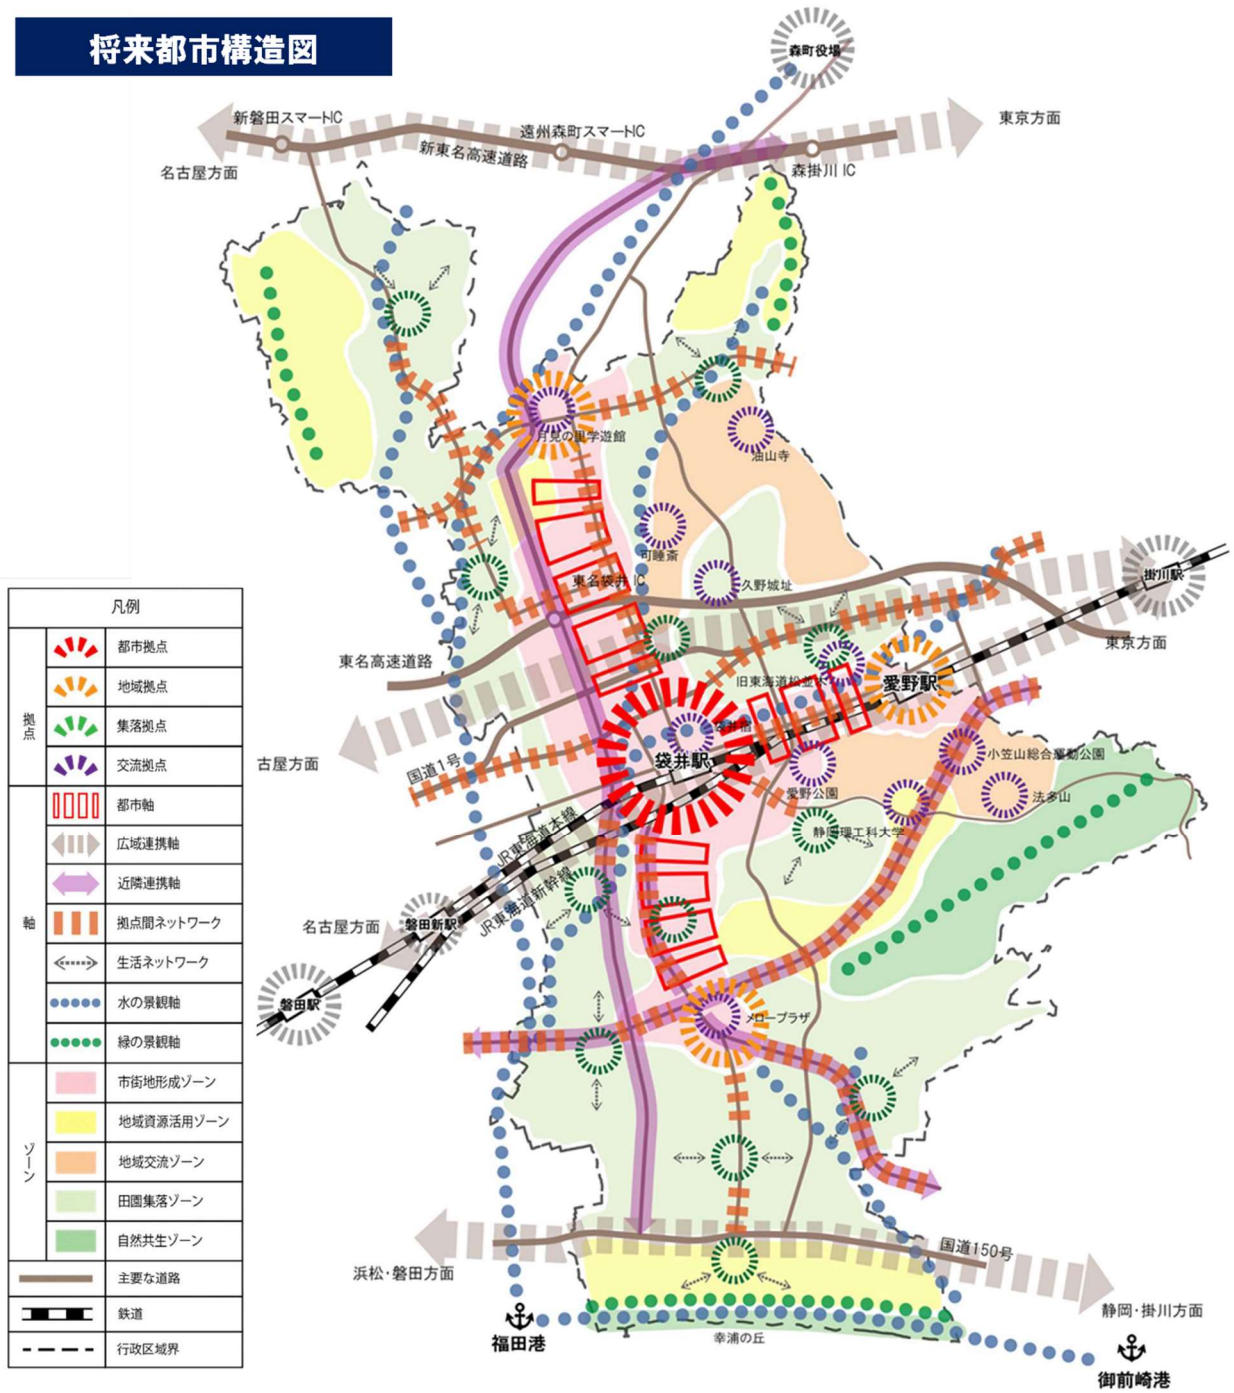 将来都市構造図
森町役場
新磐田スマートIC
遠州森町スマートIC
東京方面
新東名高速道路
名古屋方面
森掛川 IC
月見の里学遊館
油山寺
可睡斎
東名袋井 IC
久野城址
掛川駅
東名高速道路
東京方面
旧東海道松並木
愛野駅
袋井宿
古屋方面
国道1号
袋井駅
小笠山総合運動公園
愛野公園
法多山
静岡理工科大学
JR東海道本線
JR東海道新幹線
名古屋方面
磐田新駅
磐田駅
メロープラザ
国道150号
浜松・磐田方面
静岡・掛川方面
福田港
幸浦の丘
御前崎港
凡例
拠点
都市拠点
地域拠点
集落拠点
交流拠点
軸
都市軸
広域連携軸
近隣連携軸
拠点間ネットワーク
生活ネットワーク
水の景観軸
緑の景観軸
ゾーン
市街地形成ゾーン
地域資源活用ゾーン
地域交流ゾーン
田園集落ゾーン
自然共生ゾーン
主要な道路
鉄道
行政区域界